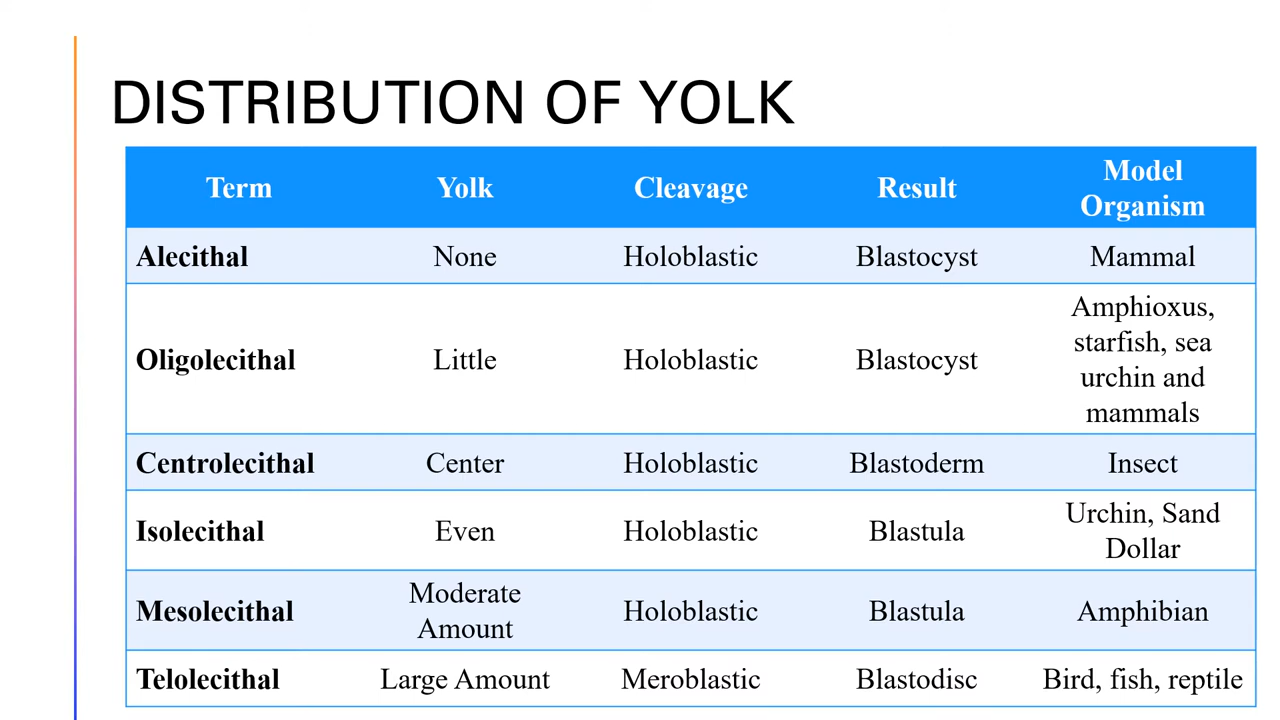 DISTRIBUTION OF YOLK
Term Yolk Cleavage Result Model Organism
Alecithal None Holoblastic Blastocyst Mammal
Oligolecithal Little Holoblastic Blastocyst Amphioxus, starfish, sea urchin and mammals
Centrolecithal Center Holoblastic Blastoderm Insect
Isolecithal Even Holoblastic Blastula Urchin, Sand Dollar
Mesolecithal Moderate Amount Holoblastic Blastula Amphibian
Telolecithal Large Amount Meroblastic Blastodisc Bird, fish, reptile